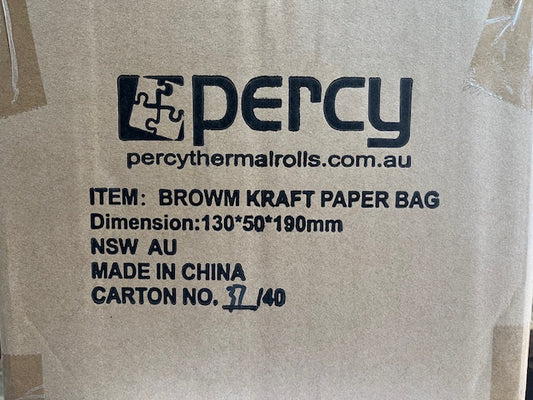 percy
percythermalrolls.com.au
ITEM: BROWM KRAFT PAPER BAG
Dimension:130*50*190mm
NSW AU
MADE IN CHINA
CARTON NO. 37/40